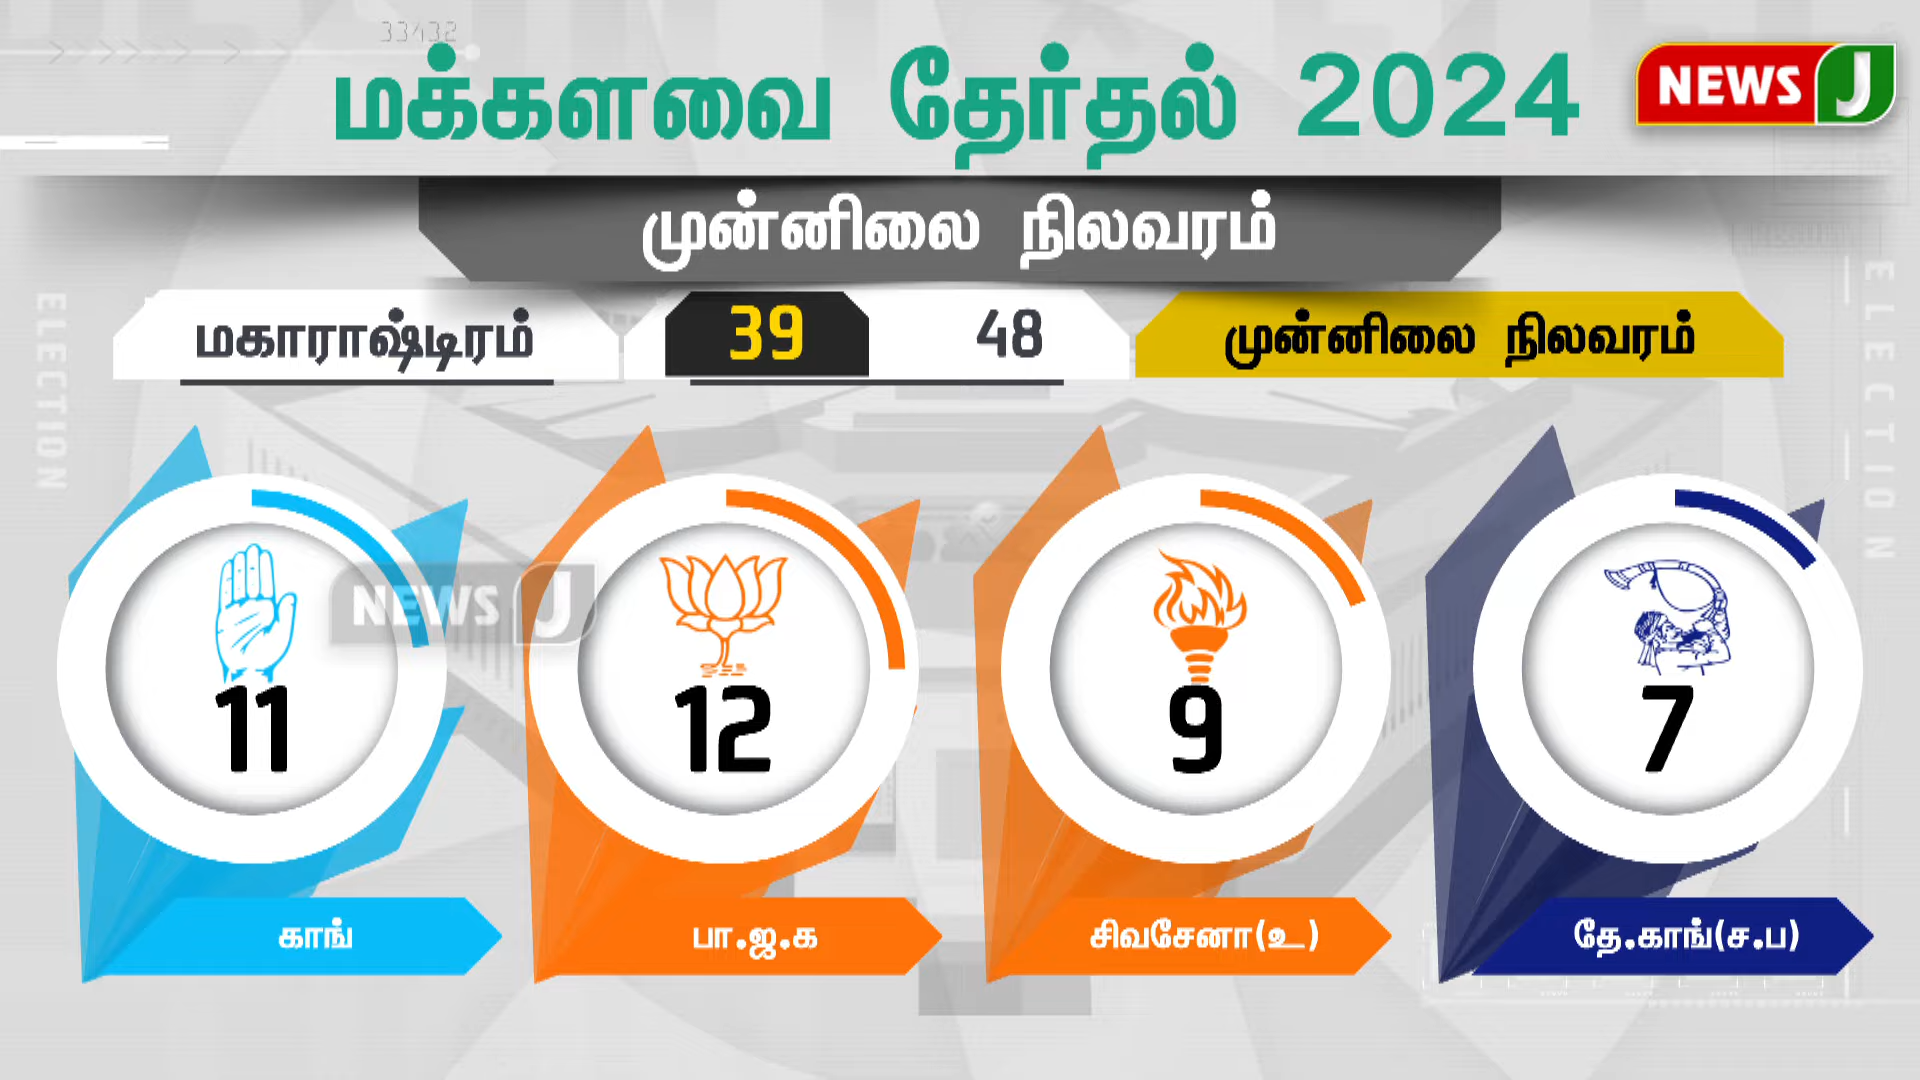 33432
மக்களவை தேர்தல் 2024
NEWS J
முன்னிலை நிலவரம்
மகாராஷ்டிரம் 39 48 முன்னிலை நிலவரம்
ELECTION
ELECTION
NEWS J
11 12 9 7
காங் பா.ஜ.க சிவசேனா(உ) தே.காங்(ச.ப)